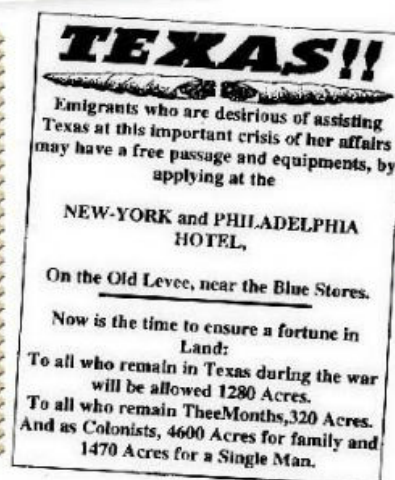 TEXAS!!
Emigrants who are desirious of assisting
Texas at this important crisis of her affairs
may have a free passage and equipments, by
applying at the
NEW-YORK and PHILADELPHIA
HOTEL,
On the Old Levee, near the Blue Stores.
Now is the time to ensure a fortune in
Land:
To all who remain in Texas during the war
will be allowed 1280 Acres.
To all who remain TheeMonths,320 Acres.
And as Colonists, 4600 Acres for family and
1470 Acres for a Single Man.